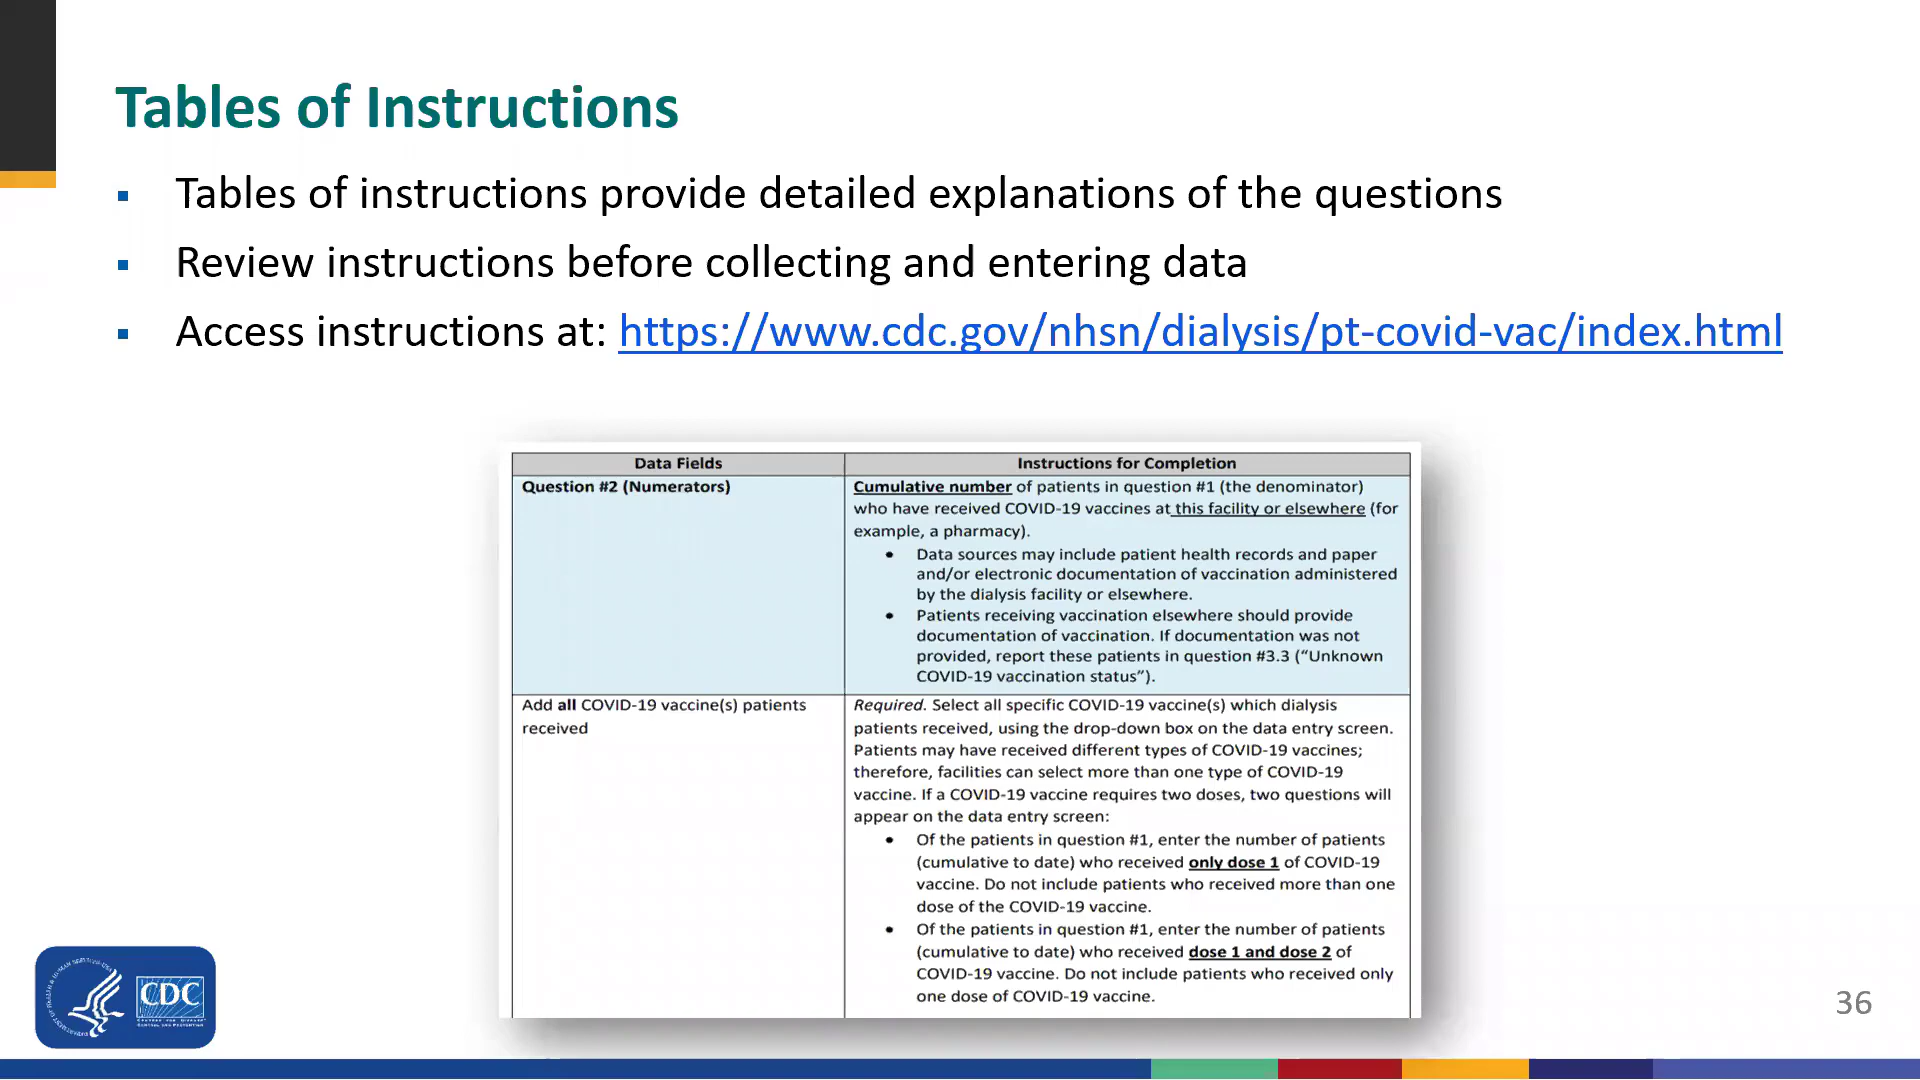 Tables of Instructions
Tables of instructions provide detailed explanations of the questions
Review instructions before collecting and entering data
Access instructions at: https://www.cdc.gov/nhsn/dialysis/pt-covid-vac/index.html
Data Fields
Instructions for Completion
Question #2 (Numerators)
Cumulative number of patients in question #1 (the denominator)
who have received COVID-19 vaccines at this facility or elsewhere (for
example, a pharmacy).
• Data sources may include patient health records and paper
and/or electronic documentation of vaccination administered
by the dialysis facility or elsewhere.
• Patients receiving vaccination elsewhere should provide
documentation of vaccination. If documentation was not
provided, report these patients in question #3.3 (“Unknown
COVID-19 vaccination status”).
Add all COVID-19 vaccine(s) patients
received
Required. Select all specific COVID-19 vaccine(s) which dialysis
patients received, using the drop-down box on the data entry screen.
Patients may have received different types of COVID-19 vaccines;
therefore, facilities can select more than one type of COVID-19
vaccine. If a COVID-19 vaccine requires two doses, two questions will
appear on the data entry screen:
• Of the patients in question #1, enter the number of patients
(cumulative to date) who received only dose 1 of COVID-19
vaccine. Do not include patients who received more than one
dose of the COVID-19 vaccine.
• Of the patients in question #1, enter the number of patients
(cumulative to date) who received dose 1 and dose 2 of
COVID-19 vaccine. Do not include patients who received only
one dose of COVID-19 vaccine.
CDC
36